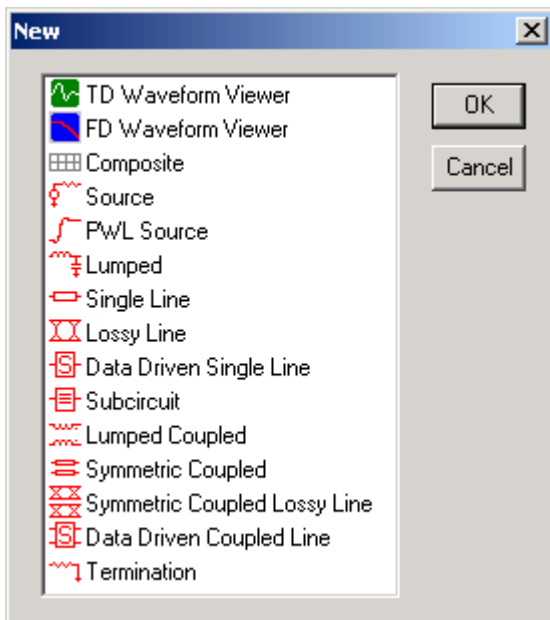 New
TD Waveform Viewer
FD Waveform Viewer
Composite
Source
PWL Source
Lumped
Single Line
Lossy Line
Data Driven Single Line
Subcircuit
Lumped Coupled
Symmetric Coupled
Symmetric Coupled Lossy Line
Data Driven Coupled Line
Termination
OK
Cancel